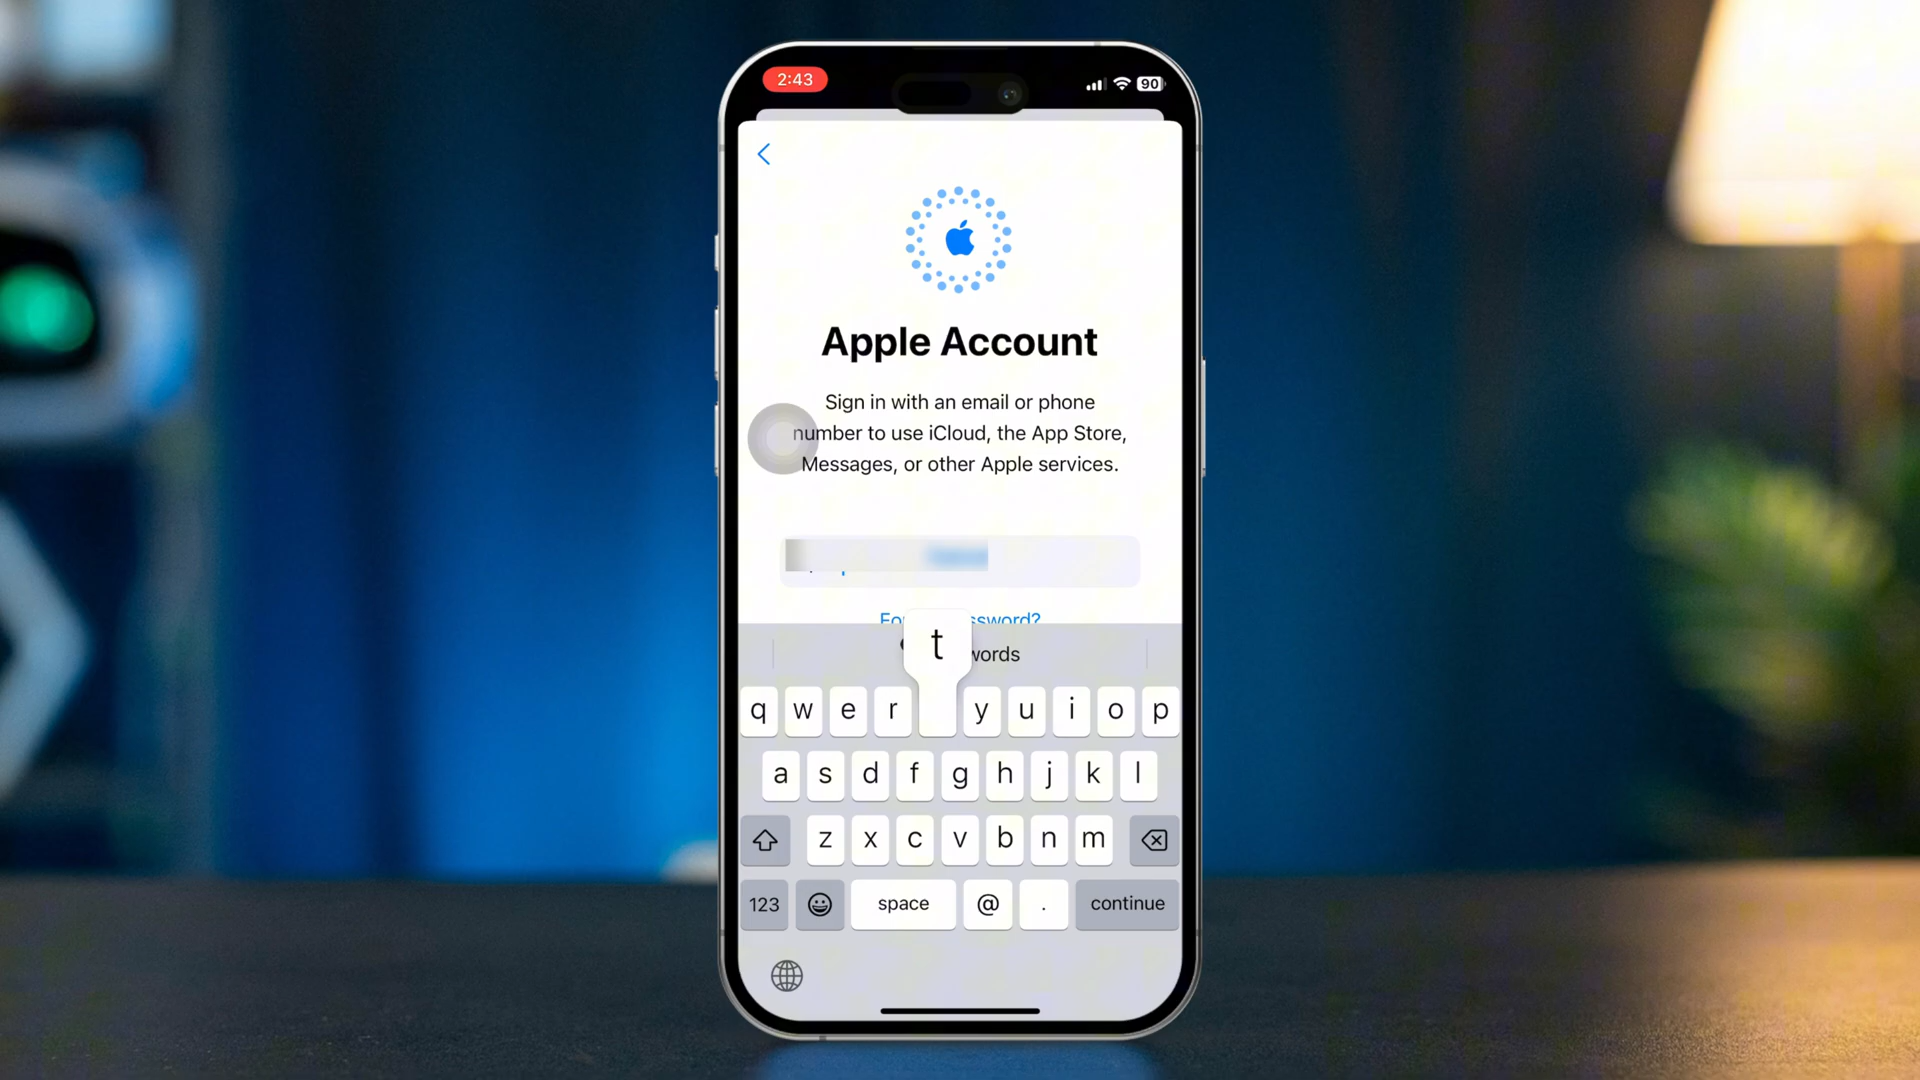 2:43
90
Apple Account
Sign in with an email or phone
number to use iCloud, the App Store,
Messages, or other Apple services.
t
q w e r y u i o p
a s d f g h j k l
z x c v b n m
123 space @ . continue